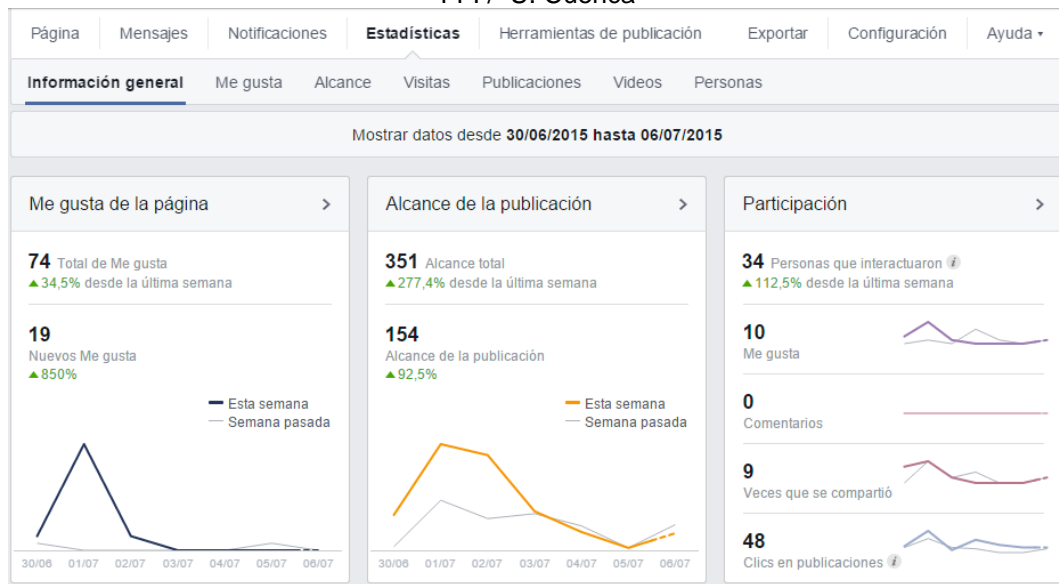 Página Mensajes Notificaciones Estadísticas Herramientas de publicación Exportar Configuración Ayuda
Información general Me gusta Alcance Visitas Publicaciones Videos Personas
Mostrar datos desde 30/06/2015 hasta 06/07/2015
Me gusta de la página
74 Total de Me gusta
34,5% desde la última semana
19
Nuevos Me gusta
850%
Esta semana
Semana pasada
30/06 01/07 02/07 03/07 04/07 05/07 06/07
Alcance de la publicación
351 Alcance total
277,4% desde la última semana
154
Alcance de la publicación
92,5%
Esta semana
Semana pasada
30/06 01/07 02/07 03/07 04/07 05/07 06/07
Participación
34 Personas que interactuaron i
112,5% desde la última semana
10
Me gusta
0
Comentarios
9
Veces que se compartió
48
Clics en publicaciones i